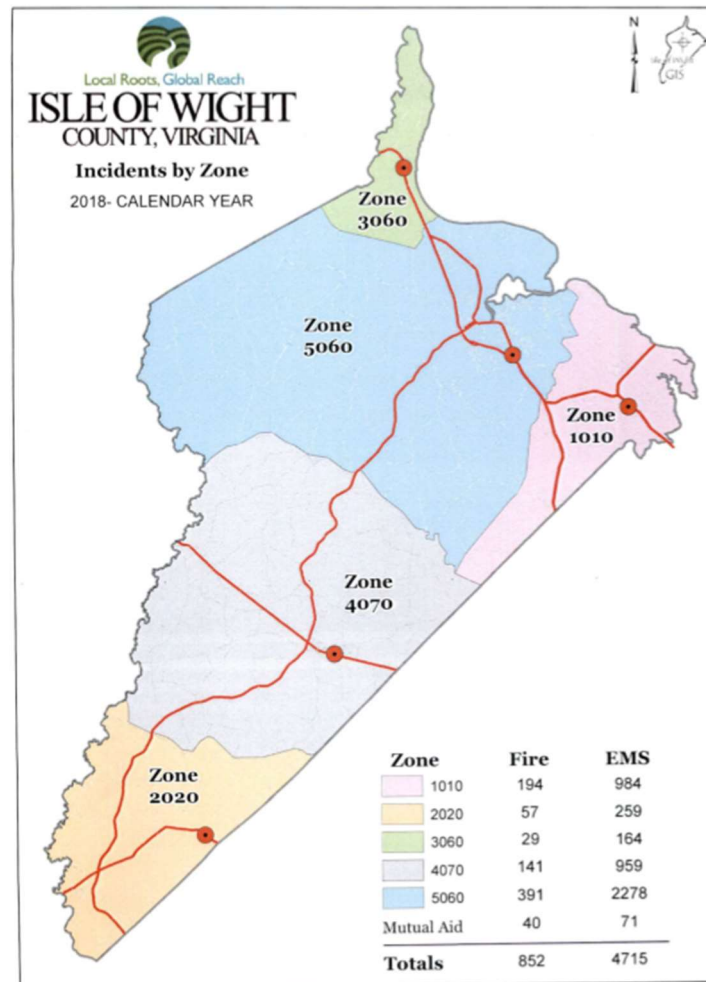 Local Roots, Global Reach
ISLE OF WIGHT
COUNTY, VIRGINIA
Incidents by Zone
2018- CALENDAR YEAR
N
GIS
Zone
3060
Zone
5060
Zone
1010
Zone
4070
Zone
2020
Zone Fire EMS
1010 194 984
2020 57 259
3060 29 164
4070 141 959
5060 391 2278
Mutual Aid 40 71
Totals 852 4715